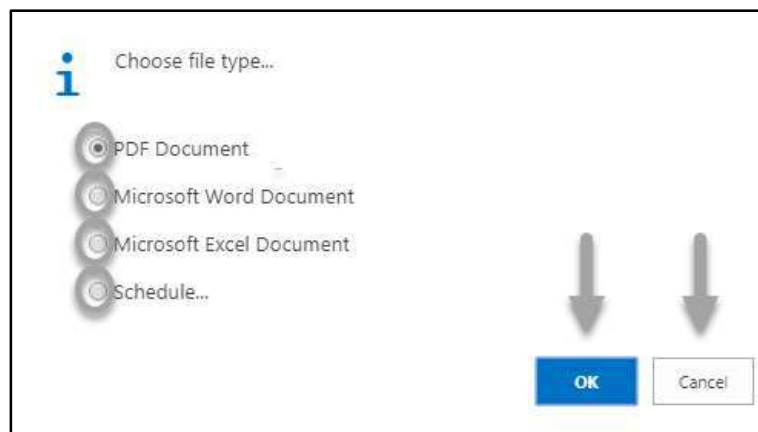 Choose file type...
PDF Document
Microsoft Word Document
Microsoft Excel Document
Schedule...
OK Cancel